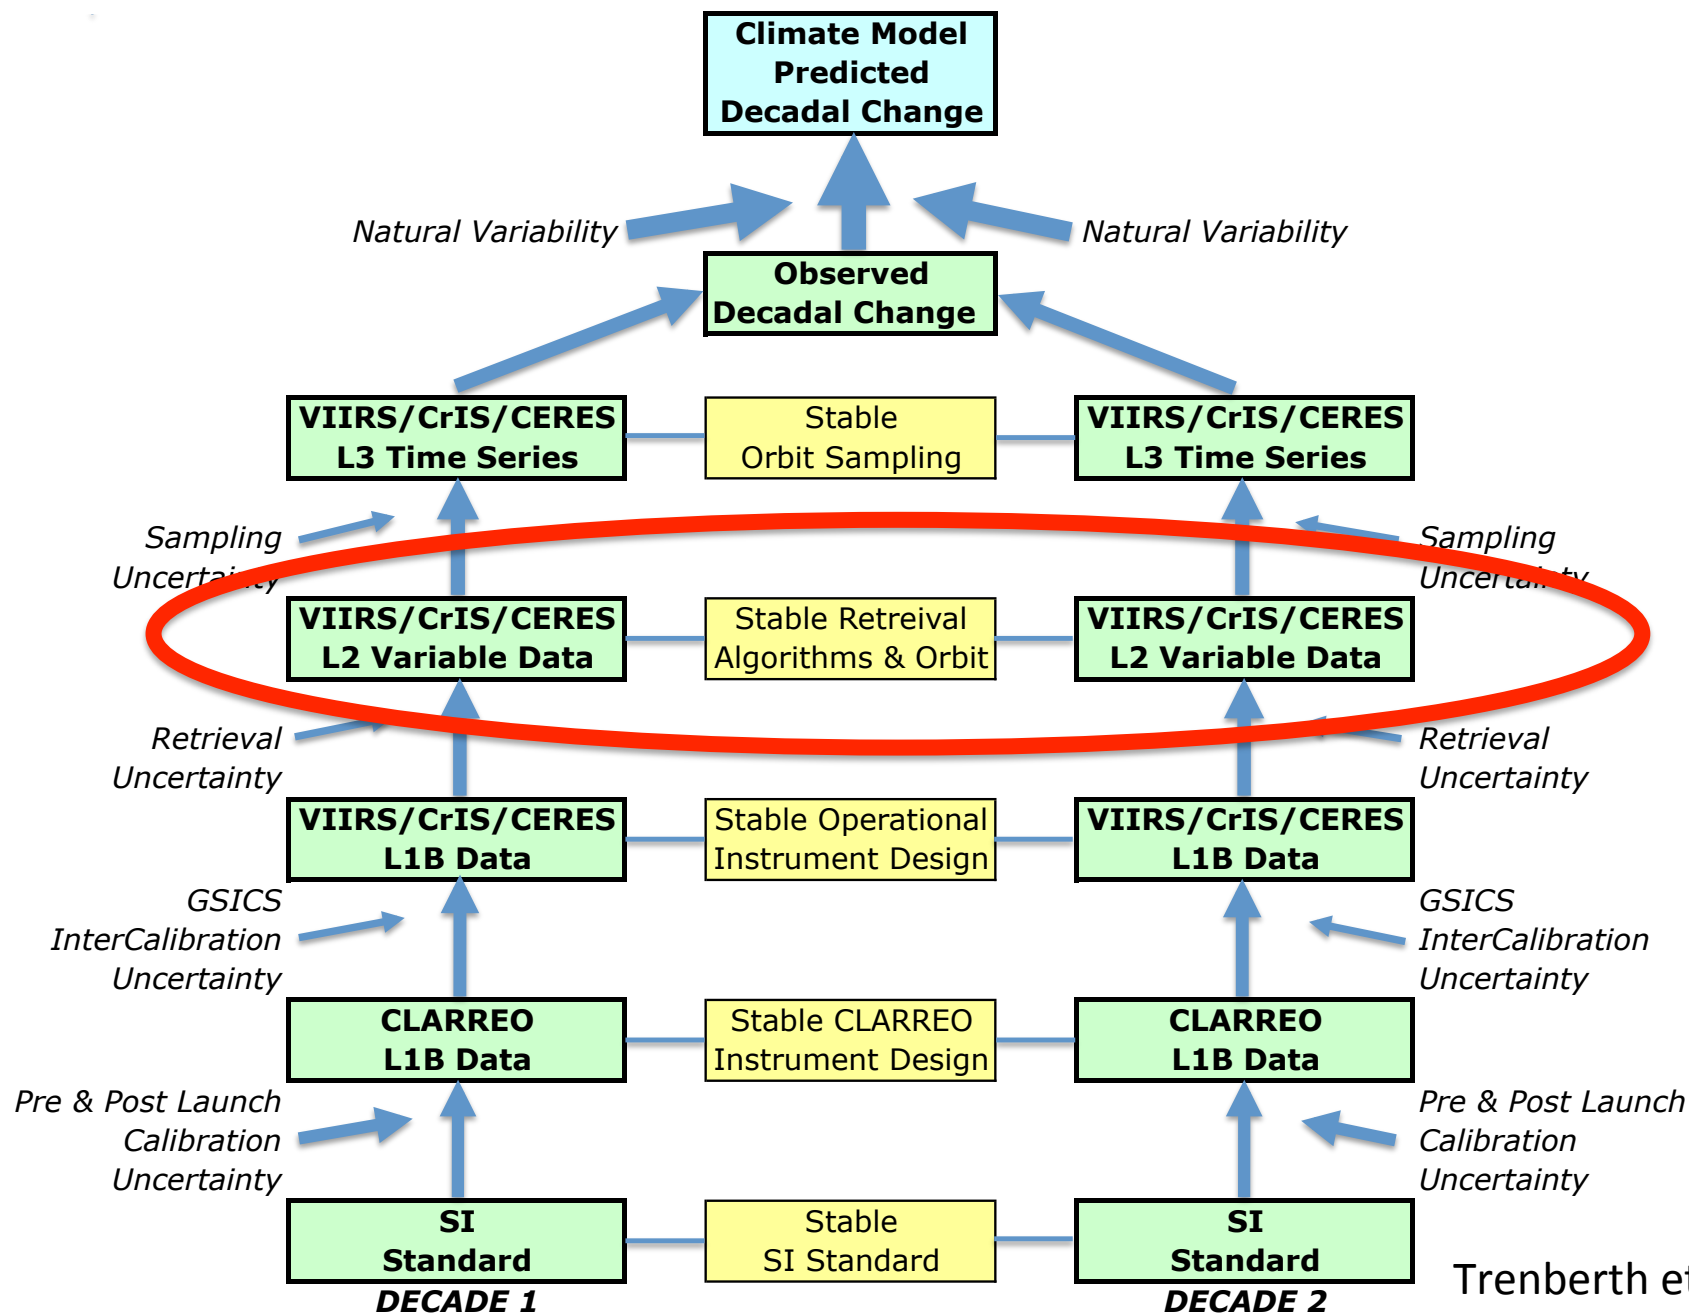 Climate Model
Predicted
Decadal Change
Natural Variability
Natural Variability
Observed
Decadal Change
VIIRS/CrIS/CERES
L3 Time Series
Stable
Orbit Sampling
VIIRS/CrIS/CERES
L3 Time Series
Sampling
Uncertainty
Sampling
Uncertainty
VIIRS/CrIS/CERES
L2 Variable Data
Stable Retreival
Algorithms & Orbit
VIIRS/CrIS/CERES
L2 Variable Data
Retrieval
Uncertainty
Retrieval
Uncertainty
VIIRS/CrIS/CERES
L1B Data
Stable Operational
Instrument Design
VIIRS/CrIS/CERES
L1B Data
GSICS
InterCalibration
Uncertainty
GSICS
InterCalibration
Uncertainty
CLARREO
L1B Data
Stable CLARREO
Instrument Design
CLARREO
L1B Data
Pre & Post Launch
Calibration
Uncertainty
Pre & Post Launch
Calibration
Uncertainty
SI
Standard
Stable
SI Standard
SI
Standard
DECADE 1
DECADE 2
Trenberth